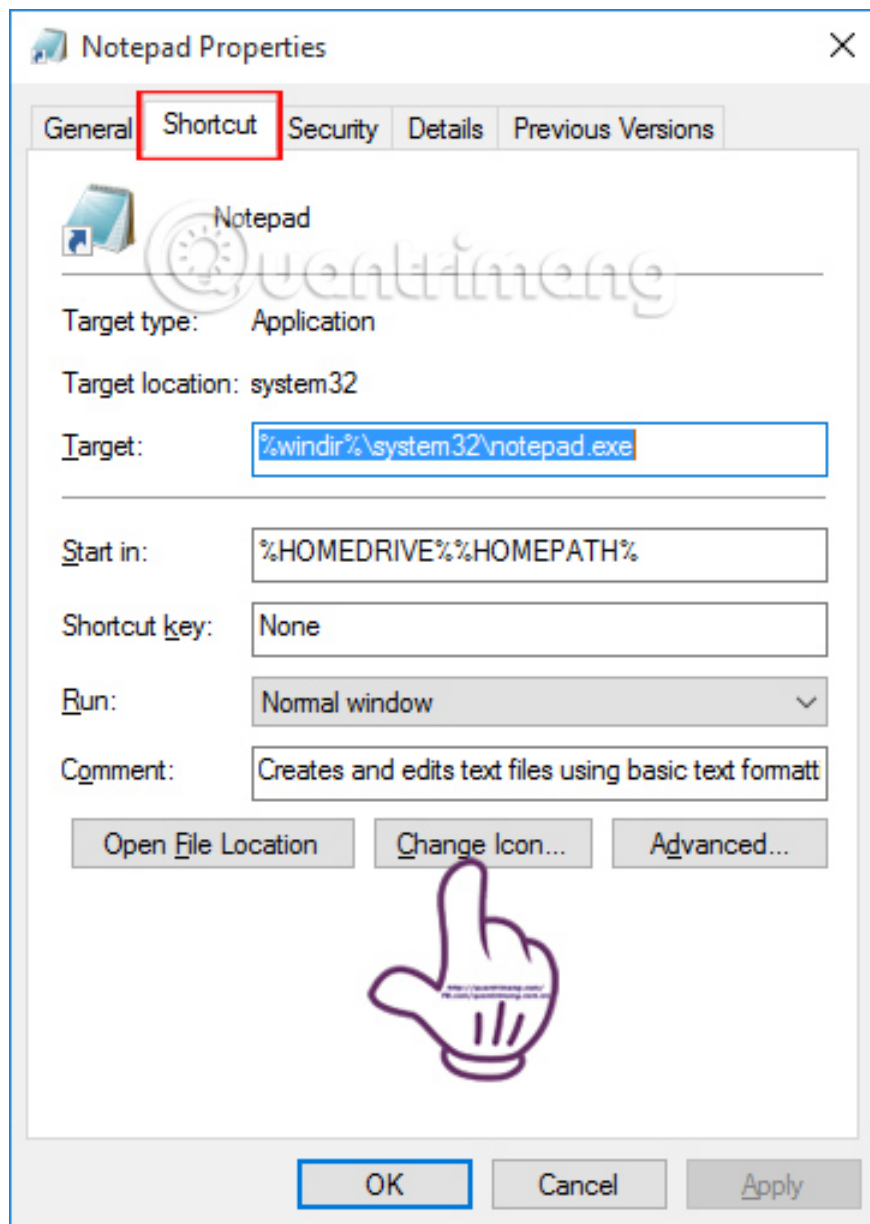 Notepad Properties
General Shortcut Security Details Previous Versions
Notepad
Quantrimang
Target type: Application
Target location: system32
Target: %windir%\system32\notepad.exe
Start in: %HOMEDRIVE%%HOMEPATH%
Shortcut key: None
Run: Normal window
Comment: Creates and edits text files using basic text formatti
Open File Location Change Icon... Advanced...
OK Cancel Apply